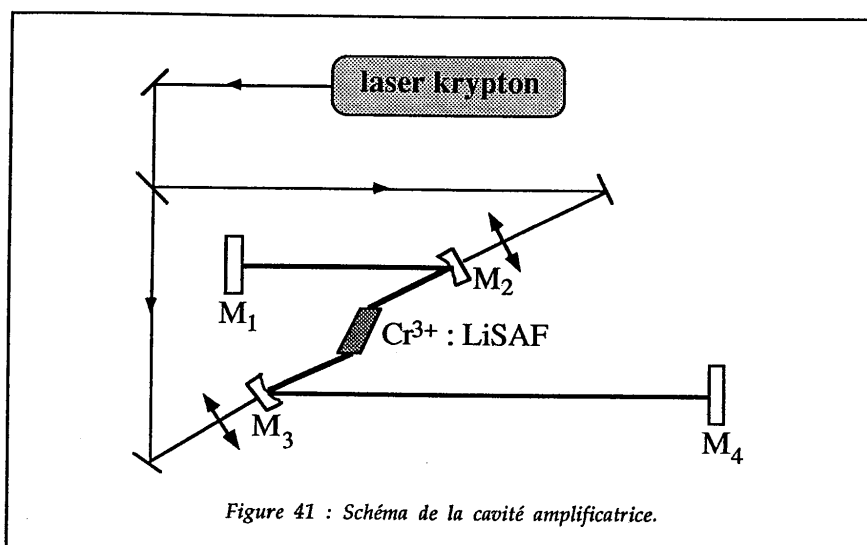 laser krypton
M₂
M₁
Cr³⁺ : LiSAF
M₃
M₄
Figure 41 : Schéma de la cavité amplificatrice.